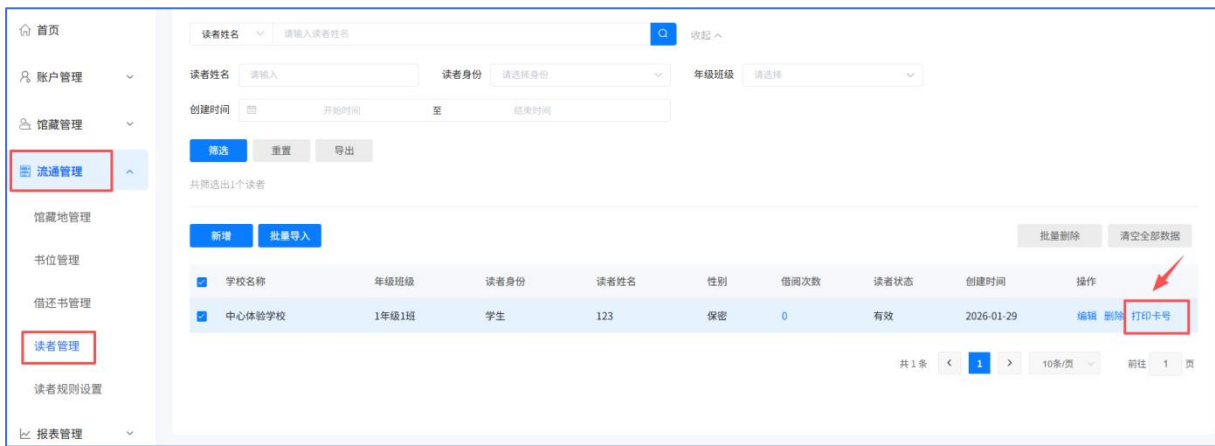 首页
账户管理
馆藏管理
流通管理
馆藏地管理
书位管理
借还书管理
读者管理
读者规则设置
报表管理
读者姓名 请输入读者姓名 收起
读者姓名 请输入 读者身份 请选择身份 年级班级 请选择
创建时间 开始时间 至 结束时间
筛选 重置 导出
共筛选出1个读者
新增 批量导入 批量删除 清空全部数据
学校名称 年级班级 读者身份 读者姓名 性别 借阅次数 读者状态 创建时间 操作
中心体验学校 1年级1班 学生 123 保密 0 有效 2026-01-29 编辑 删除 打印卡号
共1条 < 1 > 10条/页 前往 1 页